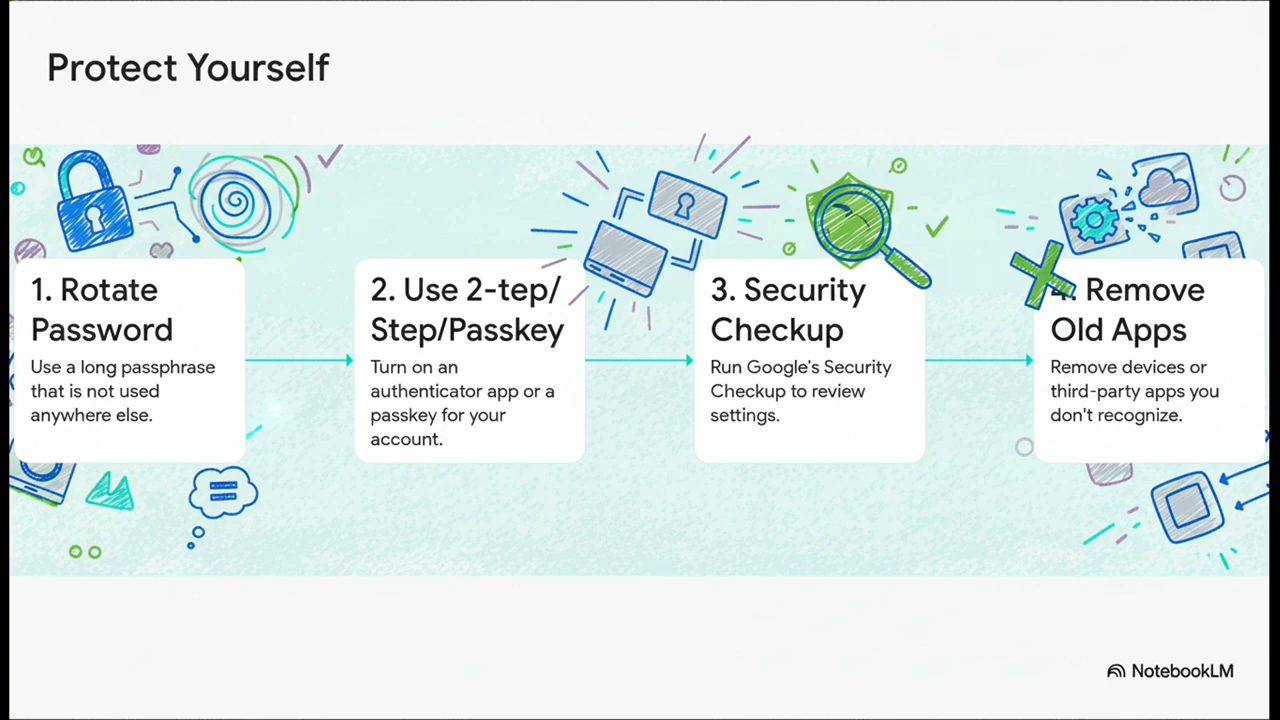 Protect Yourself
1. Rotate
Password
Use a long passphrase
that is not used
anywhere else.
2. Use 2-tep/
Step/Passkey
Turn on an
authenticator app or a
passkey for your
account.
3. Security
Checkup
Run Google's Security
Checkup to review
settings.
4. Remove
Old Apps
Remove devices or
third-party apps you
don't recognize.
NotebookLM